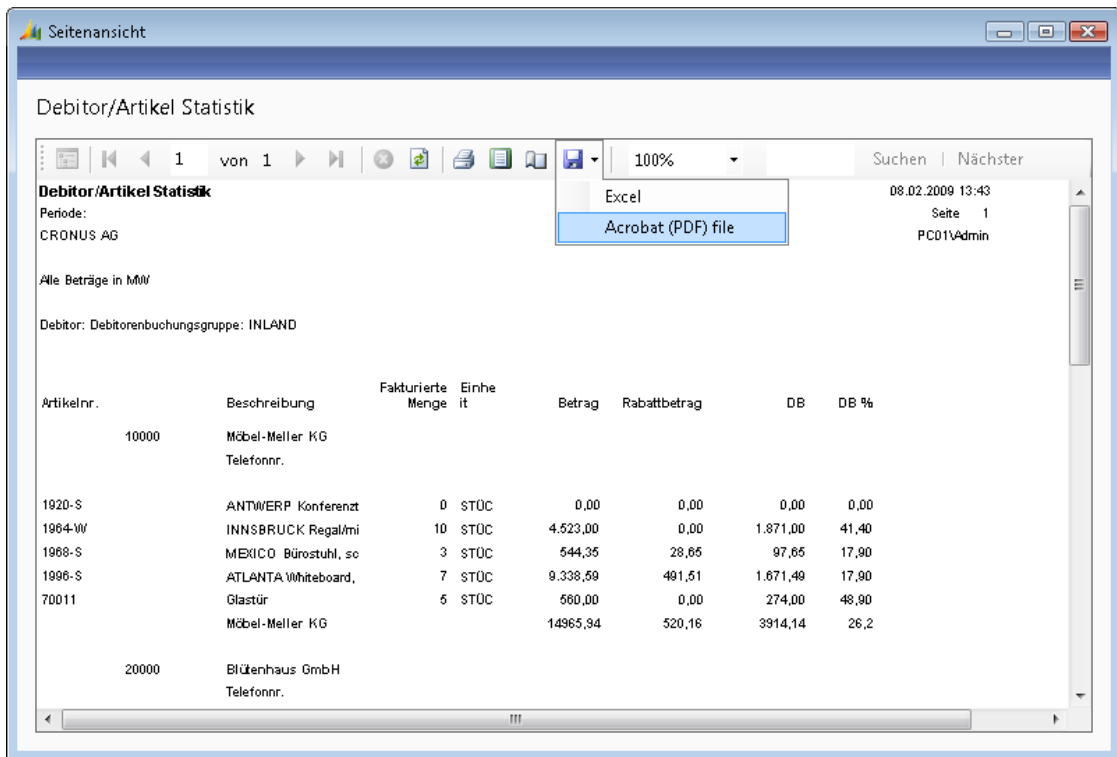 Seitenansicht
Debitor/Artikel Statistik
1 von 1 100% Suchen | Nächster
Excel
Acrobat (PDF) file
Debitor/Artikel Statistik 08.02.2009 13:43
Periode: Seite 1
CRONUS AG PC01\Admin
Alle Beträge in MW
Debitor: Debitorenbuchungsgruppe: INLAND
Fakturierte Einhe
Artikelnr. Beschreibung Menge it Betrag Rabattbetrag DB DB %
10000 Möbel-Meller KG
Telefonnr.
1920-S ANTWERP Konferenzt 0 STÜC 0,00 0,00 0,00 0,00
1964-W INNSBRUCK Regal/mi 10 STÜC 4.523,00 0,00 1.871,00 41,40
1968-S MEXICO Bürostuhl, sc 3 STÜC 544,35 28,65 97,65 17,90
1996-S ATLANTA Whiteboard, 7 STÜC 9.338,59 491,51 1.671,49 17,90
70011 Glastür 5 STÜC 560,00 0,00 274,00 48,90
Möbel-Meller KG 14965,94 520,16 3914,14 26,2
20000 Blütenhaus GmbH
Telefonnr.